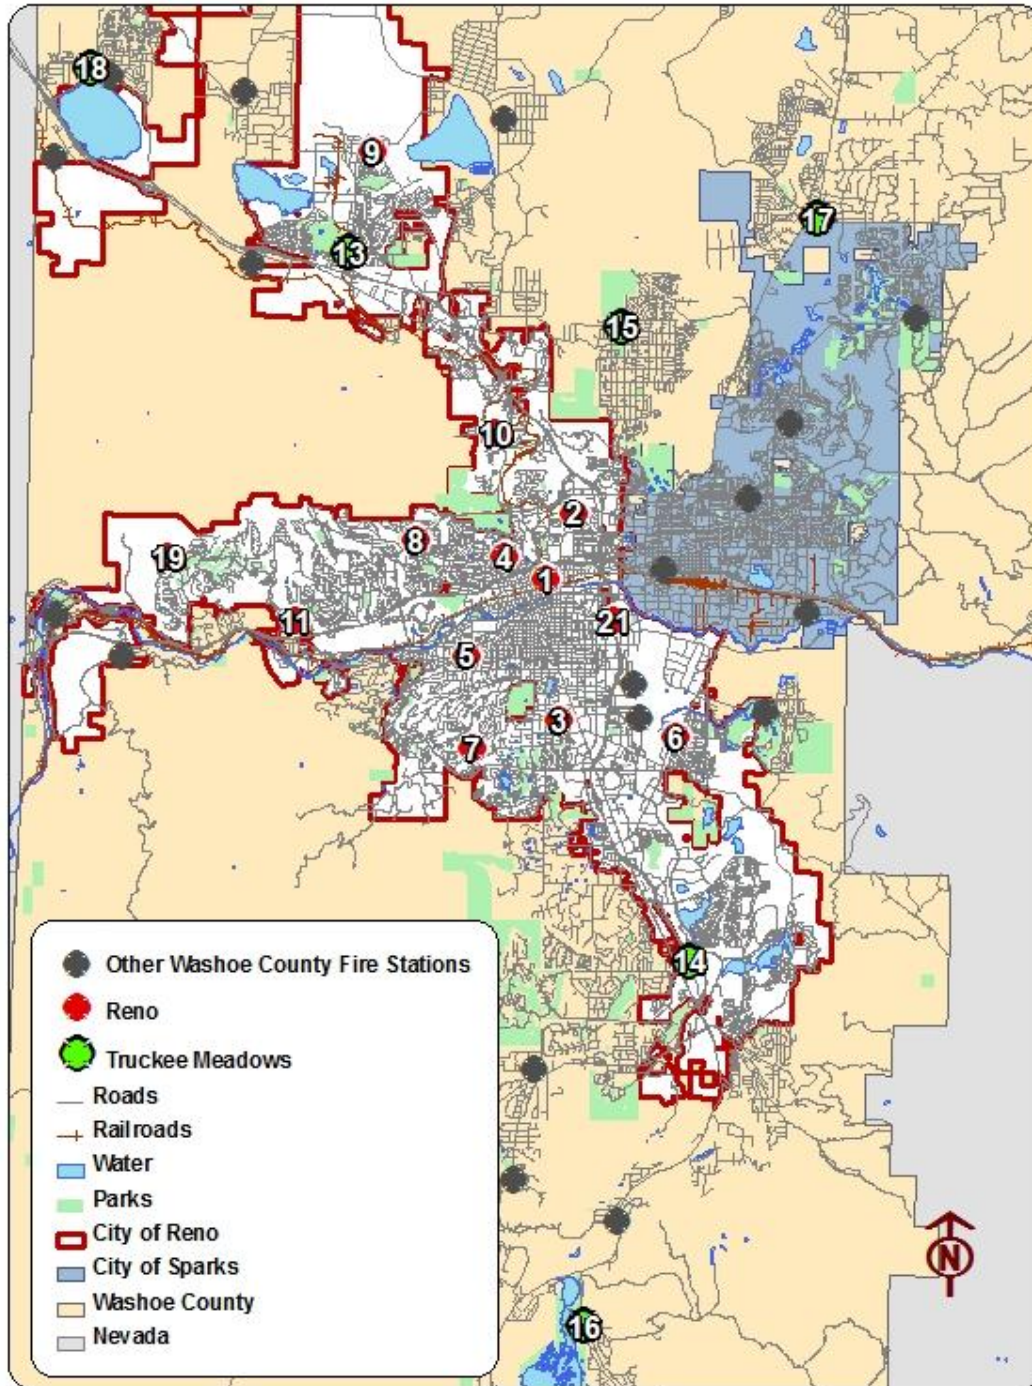 18
9
17
13
15
10
2
8
4
19
1
11
21
5
3
6
7
14
Other Washoe County Fire Stations
Reno
Truckee Meadows
Roads
Railroads
Water
Parks
City of Reno
City of Sparks
Washoe County
Nevada
N
16